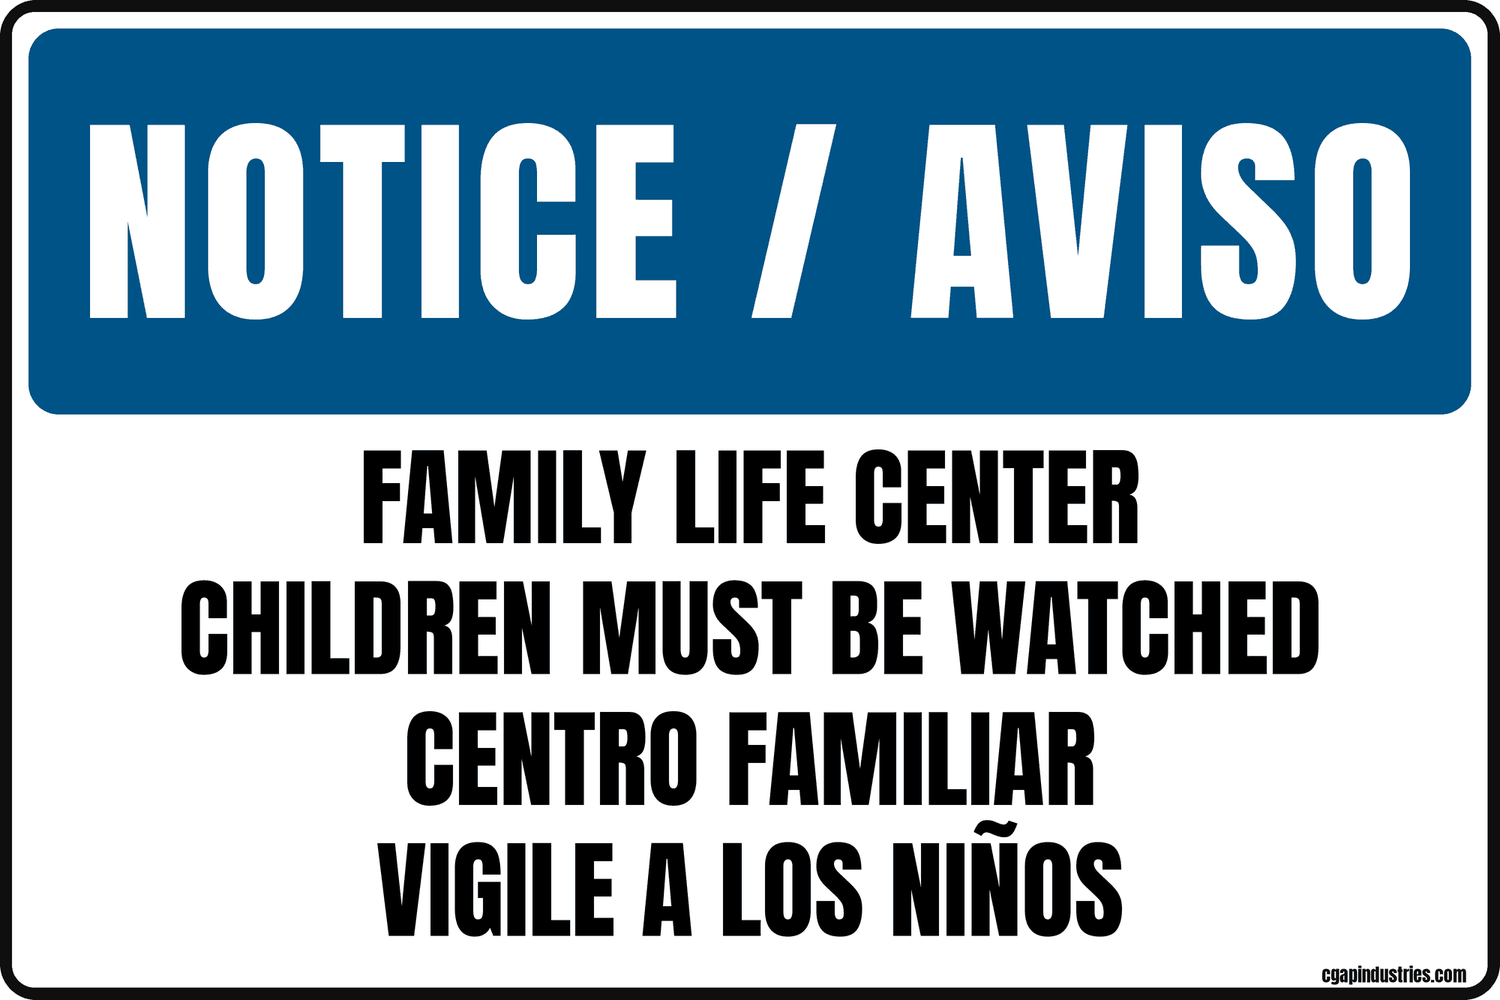 NOTICE / AVISO
FAMILY LIFE CENTER
CHILDREN MUST BE WATCHED
CENTRO FAMILIAR
VIGILE A LOS NIÑOS
cgapindustries.com